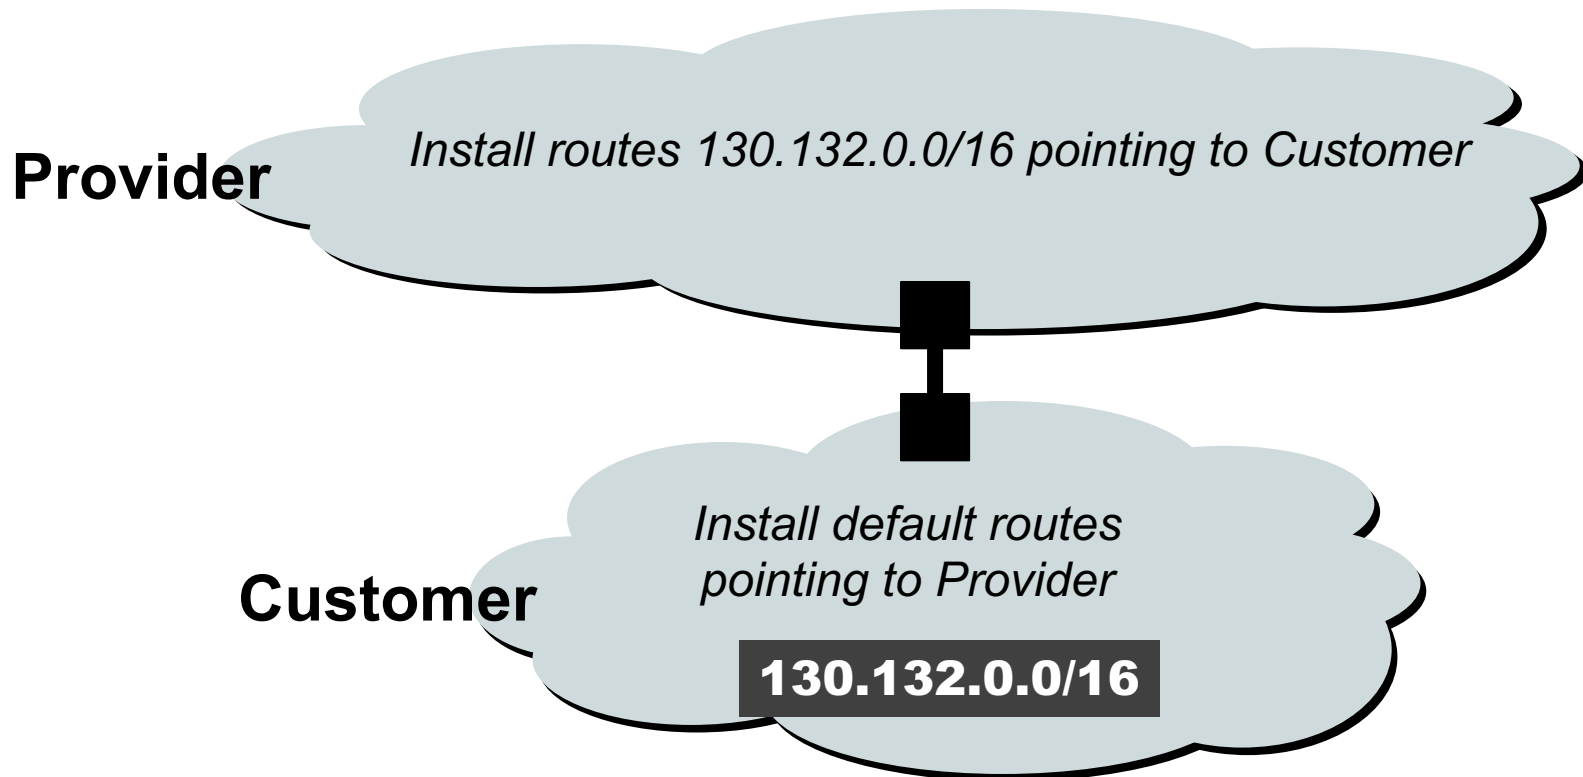 Provider
Install routes 130.132.0.0/16 pointing to Customer
Install default routes
pointing to Provider
Customer
130.132.0.0/16